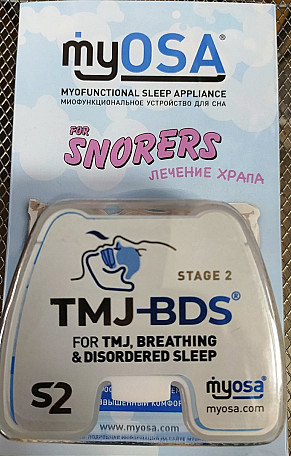 myOSA®
MYOFUNCTIONAL SLEEP APPLIANCE
МИОФУНКЦИОНАЛЬНОЕ УСТРОЙСТВО ДЛЯ СНА
FOR
SNORERS
ЛЕЧЕНИЕ ХРАПА
STAGE 2
TMJ-BDS®
FOR TMJ, BREATHING
& DISORDERED SLEEP
S2
myosa®
myosa.com
www.myosa.com